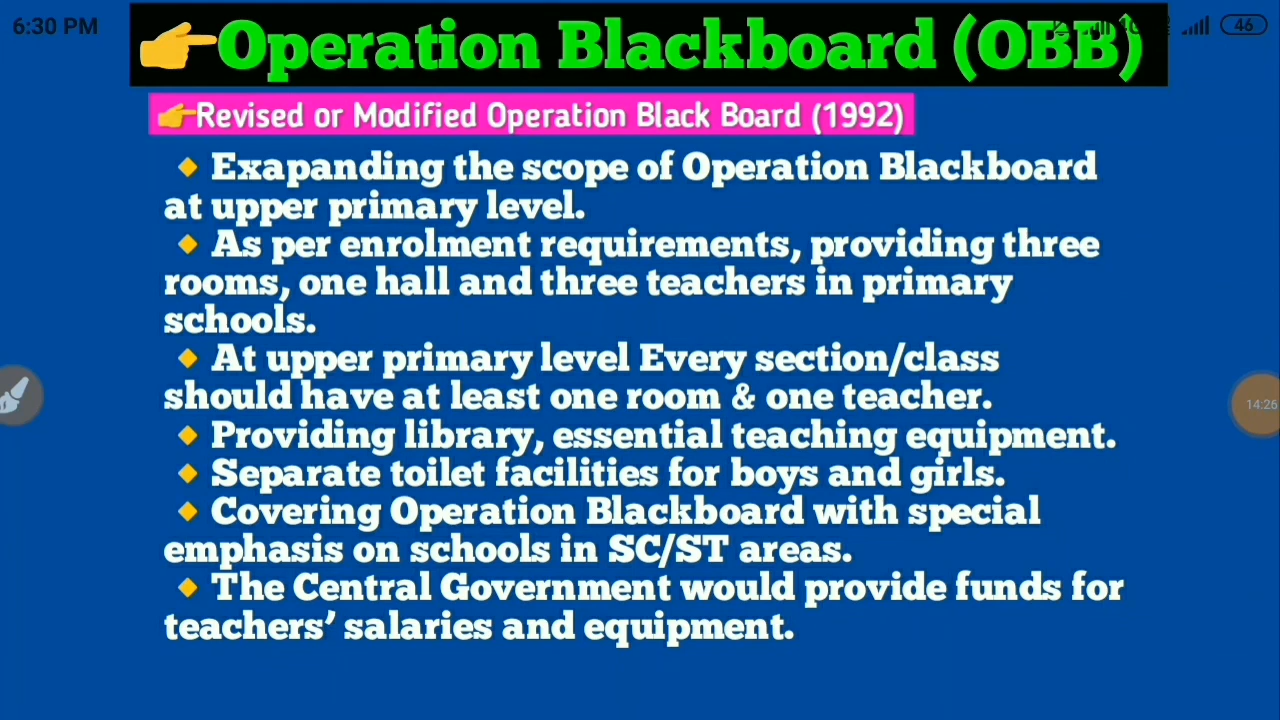 6:30 PM
46
👉Operation Blackboard (OBB)
👉Revised or Modified Operation Black Board (1992)
🔸Exapanding the scope of Operation Blackboard
at upper primary level.
🔸As per enrolment requirements, providing three
rooms, one hall and three teachers in primary
schools.
🔸At upper primary level Every section/class
should have at least one room & one teacher.
🔸Providing library, essential teaching equipment.
🔸Separate toilet facilities for boys and girls.
🔸Covering Operation Blackboard with special
emphasis on schools in SC/ST areas.
🔸The Central Government would provide funds for
teachers’ salaries and equipment.
14:26